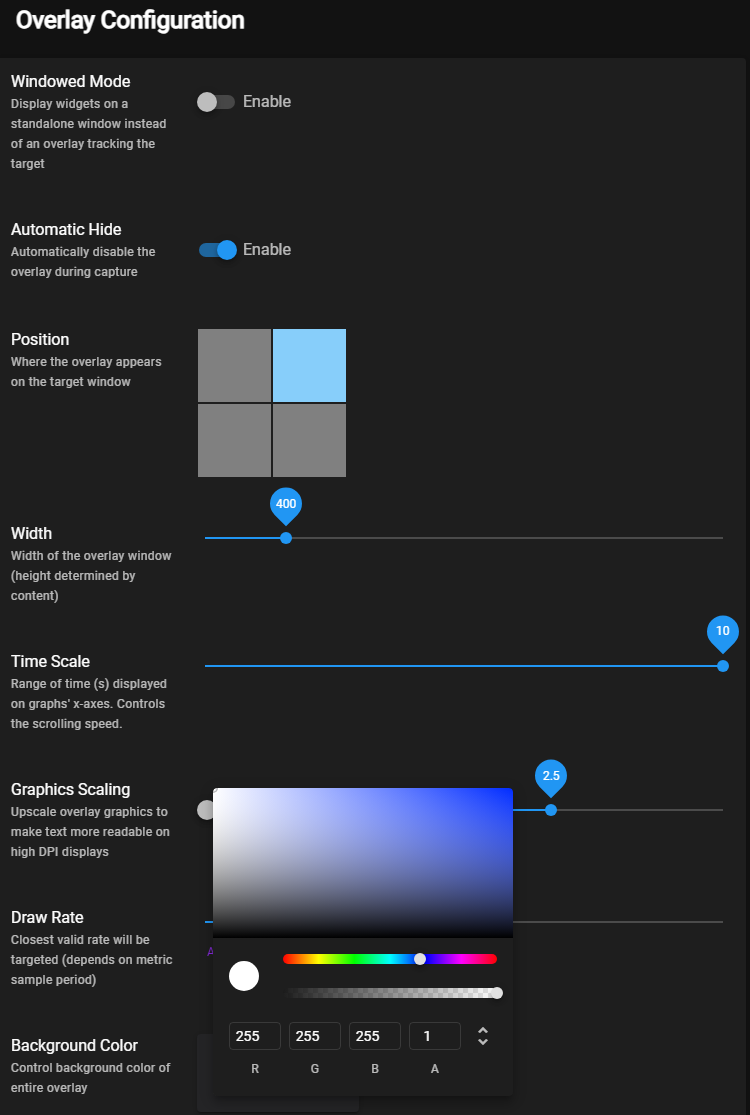 Overlay Configuration
Windowed Mode
Display widgets on a
standalone window instead
of an overlay tracking the
target
Enable
Automatic Hide
Automatically disable the
overlay during capture
Enable
Position
Where the overlay appears
on the target window
400
Width
Width of the overlay window
(height determined by
content)
10
Time Scale
Range of time (s) displayed
on graphs' x-axes. Controls
the scrolling speed.
2.5
Graphics Scaling
Upscale overlay graphics to
make text more readable on
high DPI displays
Draw Rate
Closest valid rate will be
targeted (depends on metric
sample period)
255 255 255 1
R G B A
Background Color
Control background color of
entire overlay